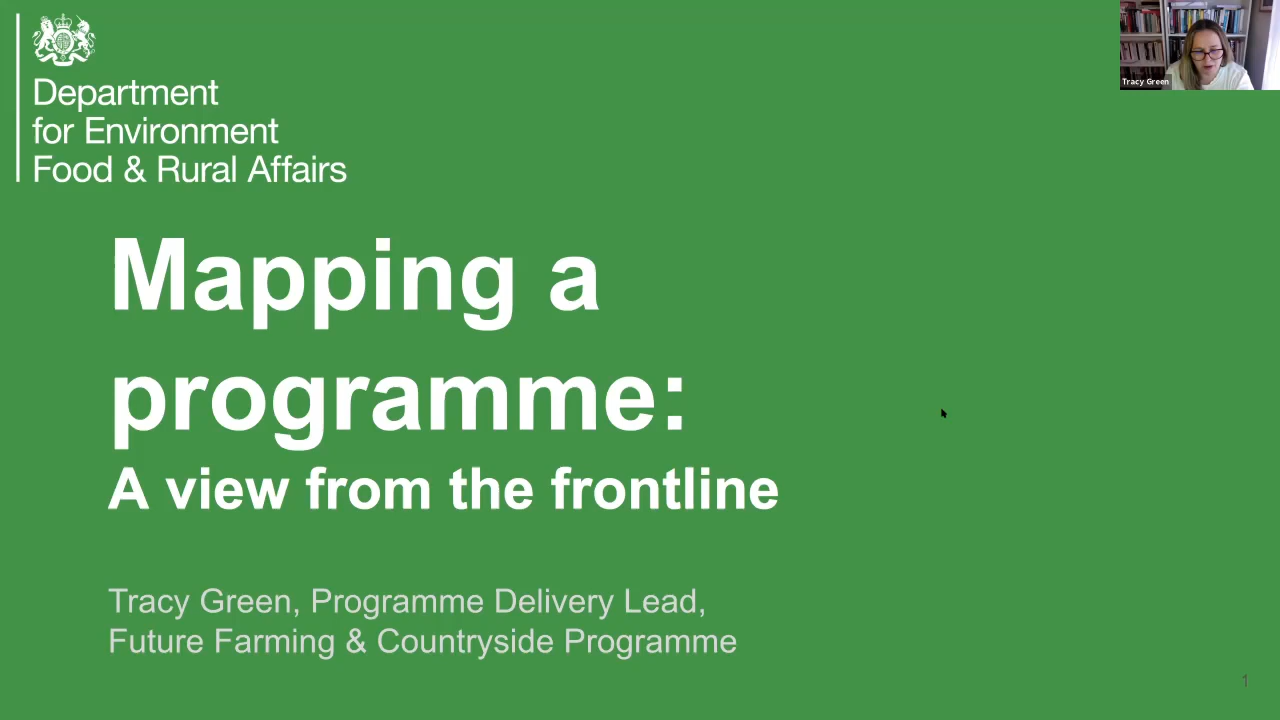 Department
for Environment
Food & Rural Affairs
Tracy Green
Mapping a
programme:
A view from the frontline
Tracy Green, Programme Delivery Lead,
Future Farming & Countryside Programme
1